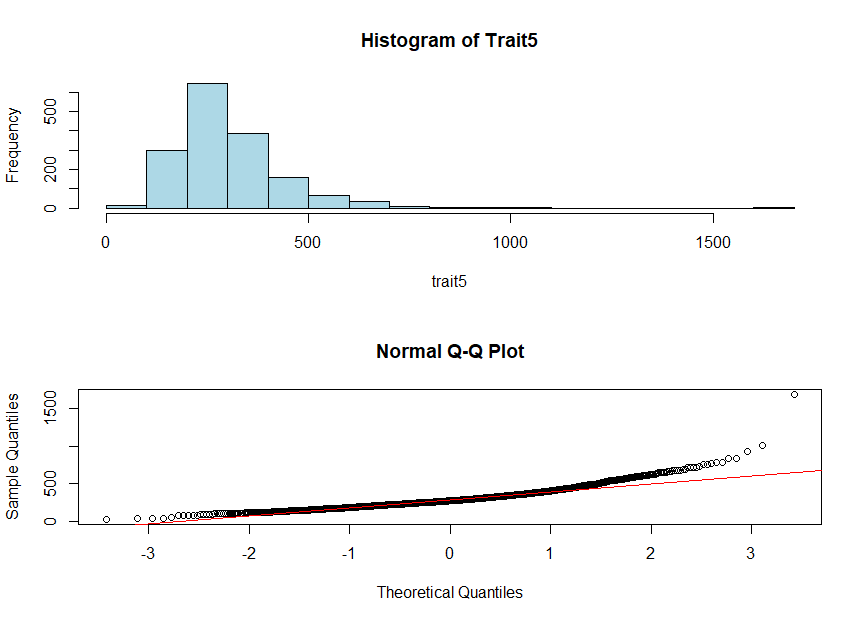 Histogram of Trait5
Frequency
500
200
0
0 500 1000 1500
trait5
Normal Q-Q Plot
Sample Quantiles
1500
500
0
-3 -2 -1 0 1 2 3
Theoretical Quantiles